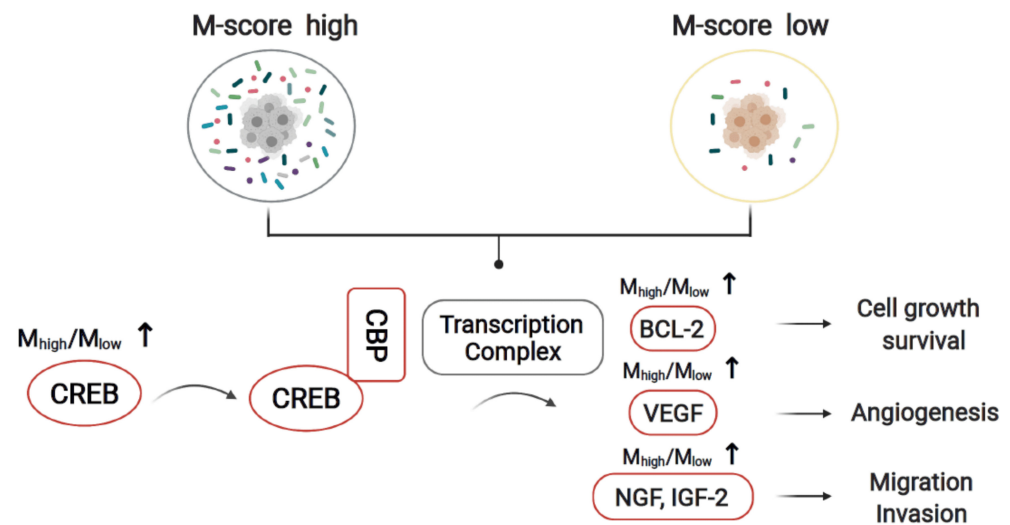 M-score high
M-score low
Mhigh/Mlow ↑
CREB
CREB
CBP
Transcription
Complex
Mhigh/Mlow ↑
BCL-2
Cell growth
survival
Mhigh/Mlow ↑
VEGF
Angiogenesis
Mhigh/Mlow ↑
NGF, IGF-2
Migration
Invasion